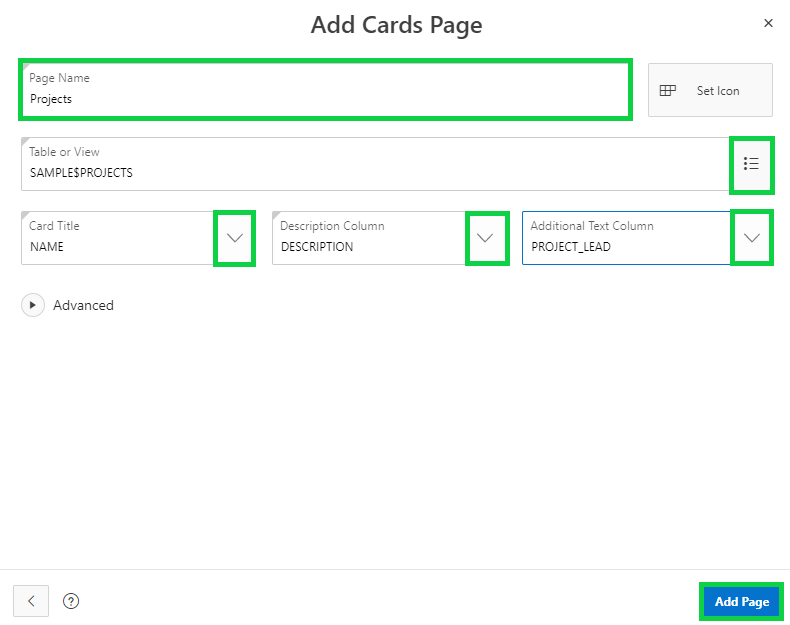 Add Cards Page
Page Name
Projects
Set Icon
Table or View
SAMPLE$PROJECTS
Card Title
NAME
Description Column
DESCRIPTION
Additional Text Column
PROJECT_LEAD
Advanced
?
Add Page